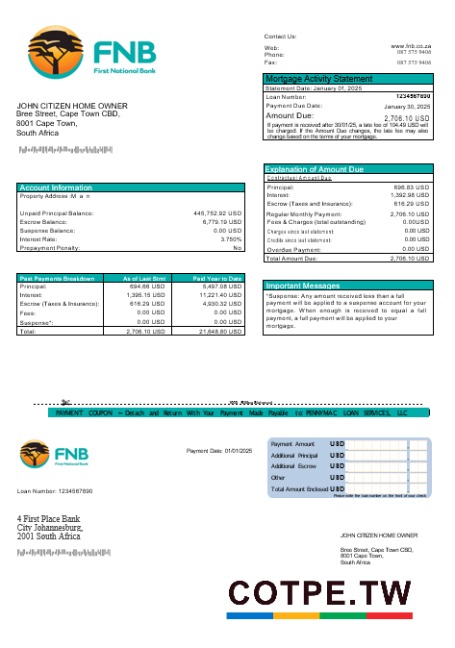 FNB
First National Bank
Contact Us:
Web: www.fnb.co.za
Phone: 087 575 9406
Fax: 087 575 9406
Mortgage Activity Statement
Statement Date: January 01, 2025
Loan Number: 1234567890
Payment Due Date: January 30, 2025
Amount Due: 2,706.10 USD
If payment is received after 30/01/25, a late fee of 104.49 USD will
be charged. If the Amount Due changes, the late fee may also
change based on the terms of your mortgage.
JOHN CITIZEN HOME OWNER
Bree Street, Cape Town CBD,
8001 Cape Town,
South Africa
Account Information
Property Address: M a n
Unpaid Principal Balance: 445,752.92 USD
Escrow Balance: 6,779.19 USD
Suspense Balance: 0.00 USD
Interest Rate: 3.750%
Prepayment Penalty: No
Explanation of Amount Due
Contractual Amount Due
Principal: 696.83 USD
Interest: 1,392.98 USD
Escrow (Taxes and Insurance): 616.29 USD
Regular Monthly Payment: 2,706.10 USD
Fees & Charges (total outstanding) 0.00USD
Charges since last statement: 0.00 USD
Credits since last statement: 0.00 USD
Overdue Payment: 0.00 USD
Total Amount Due: 2,706.10 USD
Past Payments Breakdown As of Last Stmt Paid Year to Date
Principal: 694.66 USD 5,497.08 USD
Interest: 1,395.15 USD 11,221.40 USD
Escrow (Taxes & Insurance): 616.29 USD 4,930.32 USD
Fees: 0.00 USD 0.00 USD
Suspense*: 0.00 USD 0.00 USD
Total: 2,706.10 USD 21,648.80 USD
Important Messages
*Suspense: Any amount received less than a full
payment will be applied to a suspense account for your
mortgage. When enough is received to equal a full
payment, a full payment will be applied to your
mortgage.
PAYMENT COUPON – Detach and Return With Your Payment Made Payable to: PENNYMAC LOAN SERVICES, LLC
FNB
First National Bank
Payment Date: 01/01/2025
Payment Amount USD
Additional Principal USD
Additional Escrow USD
Other USD
Total Amount Enclosed USD
Please write the loan number on the front of your check
Loan Number: 1234567890
4 First Place Bank
City Johannesburg,
2001 South Africa
JOHN CITIZEN HOME OWNER
Bree Street, Cape Town CBD,
8001 Cape Town,
South Africa
COTPE.TW